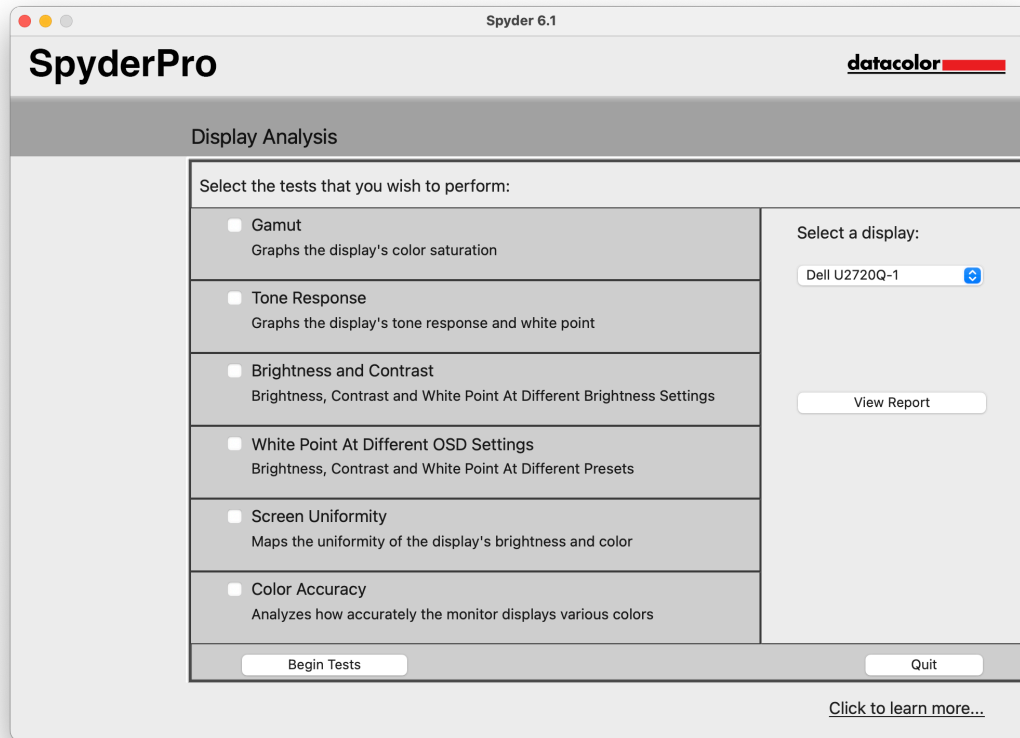 Spyder 6.1
SpyderPro
datacolor
Display Analysis
Select the tests that you wish to perform:
Gamut
Graphs the display's color saturation
Tone Response
Graphs the display's tone response and white point
Brightness and Contrast
Brightness, Contrast and White Point At Different Brightness Settings
White Point At Different OSD Settings
Brightness, Contrast and White Point At Different Presets
Screen Uniformity
Maps the uniformity of the display's brightness and color
Color Accuracy
Analyzes how accurately the monitor displays various colors
Select a display:
Dell U2720Q-1
View Report
Begin Tests
Quit
Click to learn more...